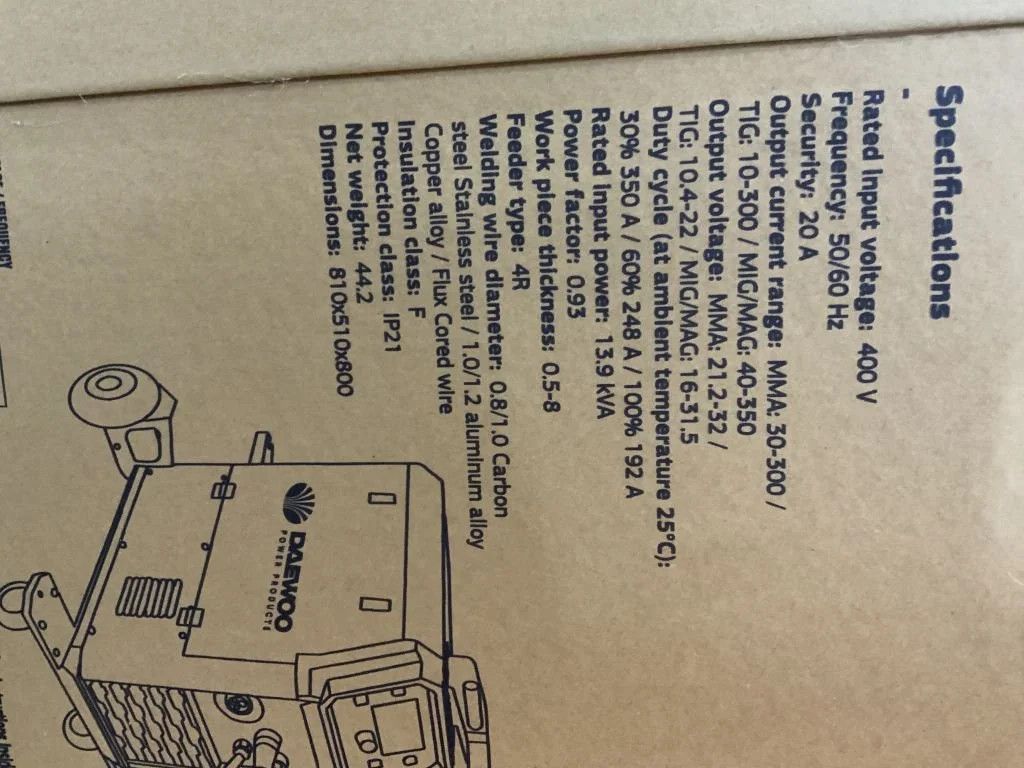 Specifications
-
Rated input voltage: 400 V
Frequency: 50/60 Hz
Security: 20 A
Output current range: MMA: 30-300 /
TIG: 10-300 / MIG/MAG: 40-350
Output voltage: MMA: 21.2-32 /
TIG: 10.4-22 / MIG/MAG: 16-31.5
Duty cycle (at ambient temperature 25°C):
30% 350 A / 60% 248 A / 100% 192 A
Rated input power: 13.9 kVA
Power factor: 0.93
Work piece thickness: 0.5-8
Feeder type: 4R
Welding wire diameter: 0.8/1.0 Carbon
steel Stainless steel / 1.0/1.2 aluminum alloy
Copper alloy / Flux Cored wire
Insulation class: F
Protection class: IP21
Net weight: 44.2
Dimensions: 810x510x800
DAEWOO
POWER PRODUCTS
FREQUENCY